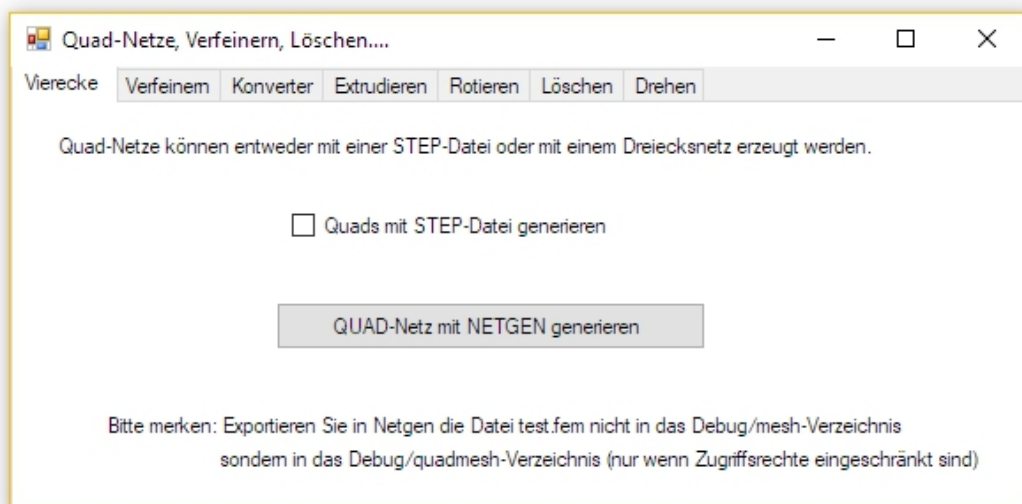 Quad-Netze, Verfeinern, Löschen....
Vierecke Verfeinern Konverter Extrudieren Rotieren Löschen Drehen
Quad-Netze können entweder mit einer STEP-Datei oder mit einem Dreiecksnetz erzeugt werden.
Quads mit STEP-Datei generieren
QUAD-Netz mit NETGEN generieren
Bitte merken: Exportieren Sie in Netgen die Datei test.fem nicht in das Debug/mesh-Verzeichnis
sondern in das Debug/quadmesh-Verzeichnis (nur wenn Zugriffsrechte eingeschränkt sind)